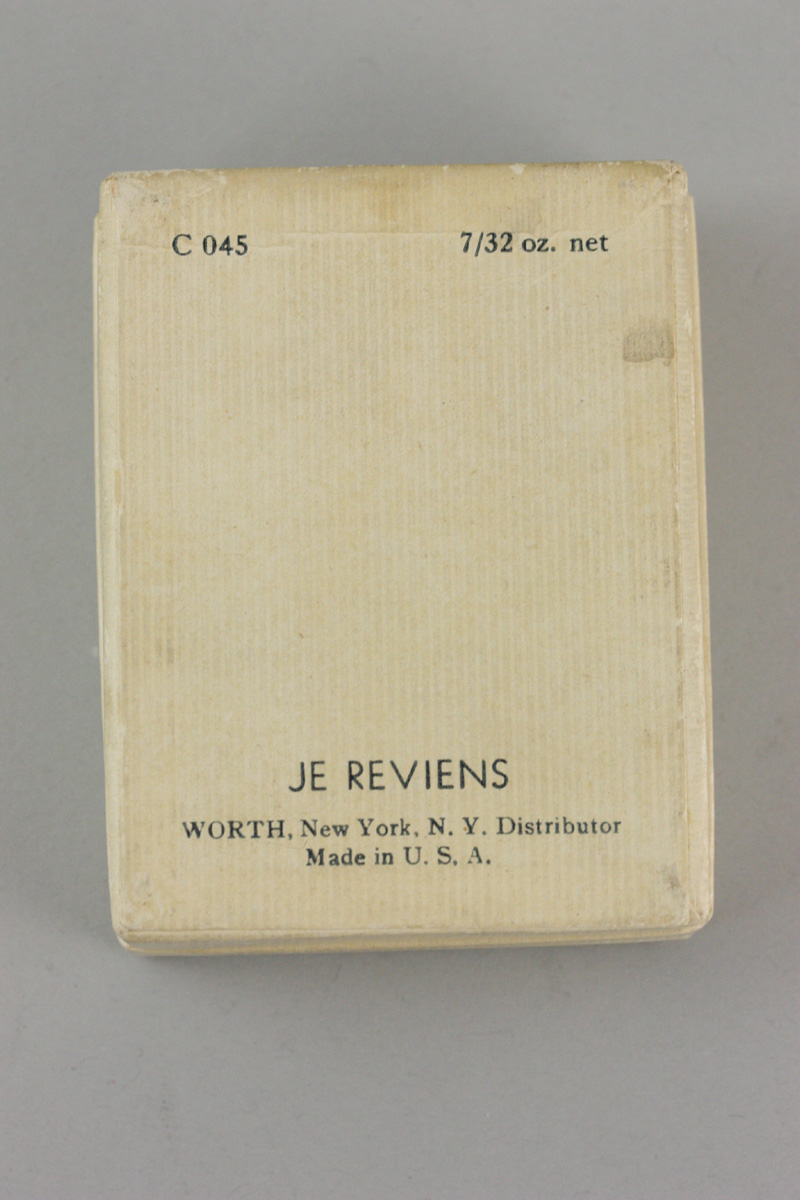 C 045 7/32 oz. net
JE REVIENS
WORTH, New York, N. Y. Distributor
Made in U. S. A.